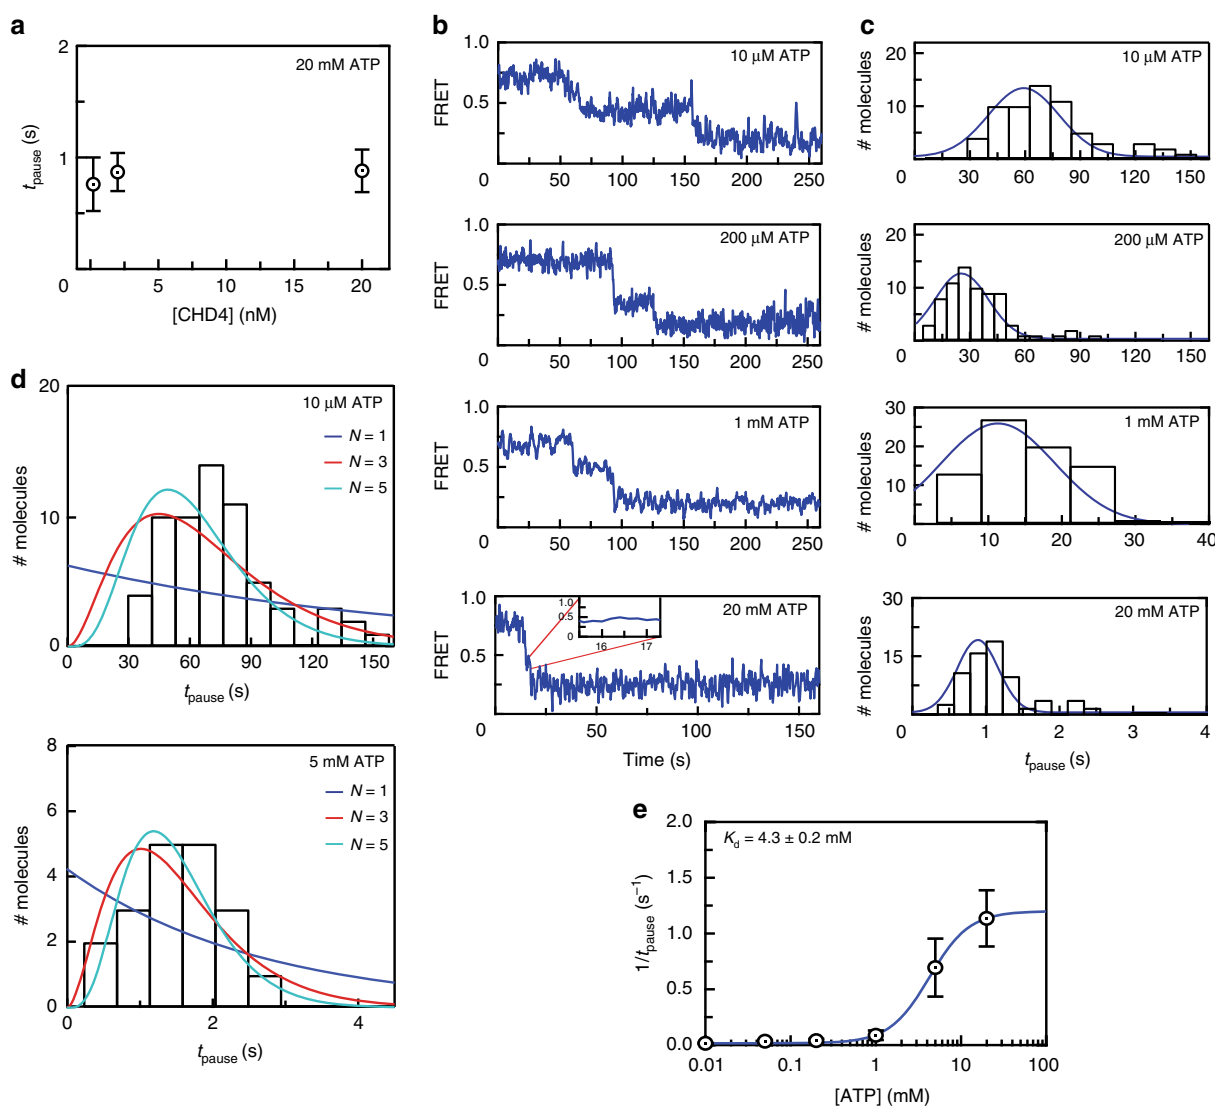 a
2
20 mM ATP
1
0
t_pause (s)
0 5 10 15 20
[CHD4] (nM)
b
1.0
10 µM ATP
0.5
FRET
0 50 100 150 200 250
1.0
200 µM ATP
0.5
FRET
0 50 100 150 200 250
1.0
1 mM ATP
0.5
FRET
0 50 100 150 200 250
1.0
20 mM ATP
1.0
0.5
0
16 17
0.5
FRET
0 50 100 150
Time (s)
c
20
10 µM ATP
10
0
# molecules
30 60 90 120 150
20
200 µM ATP
10
0
# molecules
0 30 60 90 120 150
30
1 mM ATP
20
10
0
# molecules
10 20 30 40
30
20 mM ATP
15
0
# molecules
0 1 2 3 4
t_pause (s)
d
20
10 µM ATP
N = 1
N = 3
N = 5
10
0
# molecules
0 30 60 90 120 150
t_pause (s)
8
5 mM ATP
N = 1
N = 3
N = 5
6
4
2
0
# molecules
0 2 4
t_pause (s)
e
2.0
K_d = 4.3 ± 0.2 mM
1.5
1.0
0.5
0.0
1/t_pause (s⁻¹)
0.01 0.1 1 10 100
[ATP] (mM)